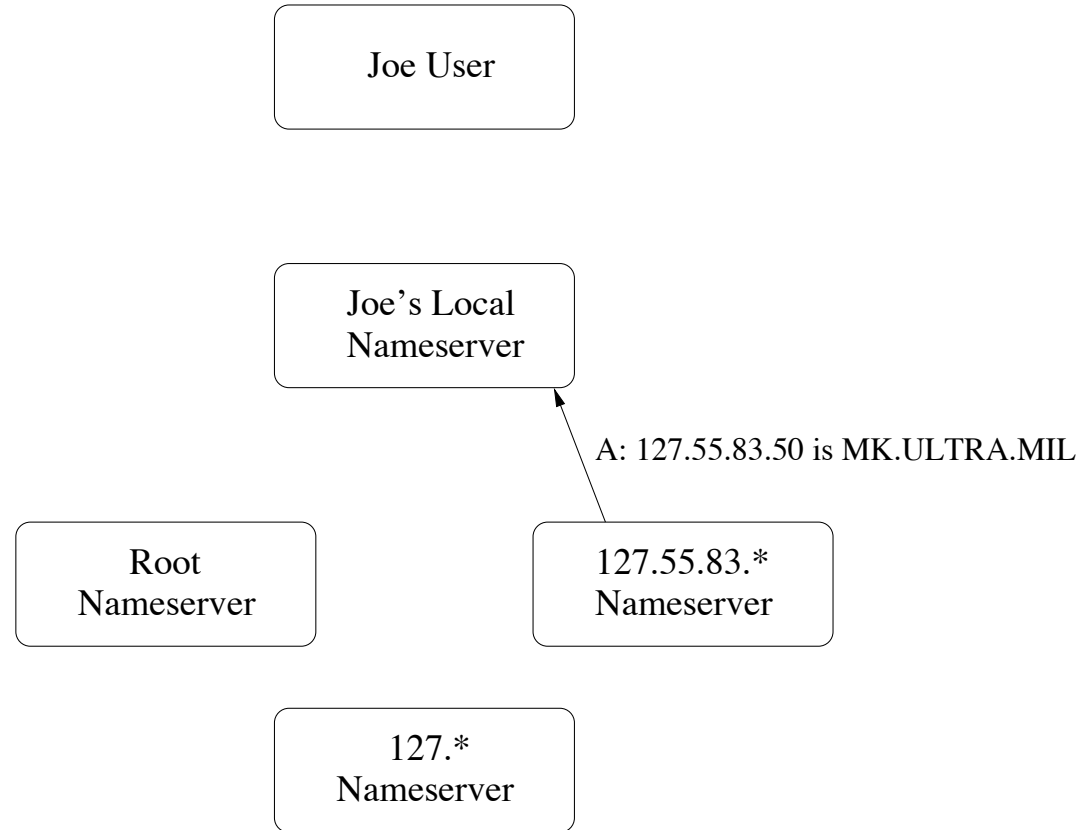 Joe User
Joe's Local
Nameserver
A: 127.55.83.50 is MK.ULTRA.MIL
Root
Nameserver
127.55.83.*
Nameserver
127.*
Nameserver